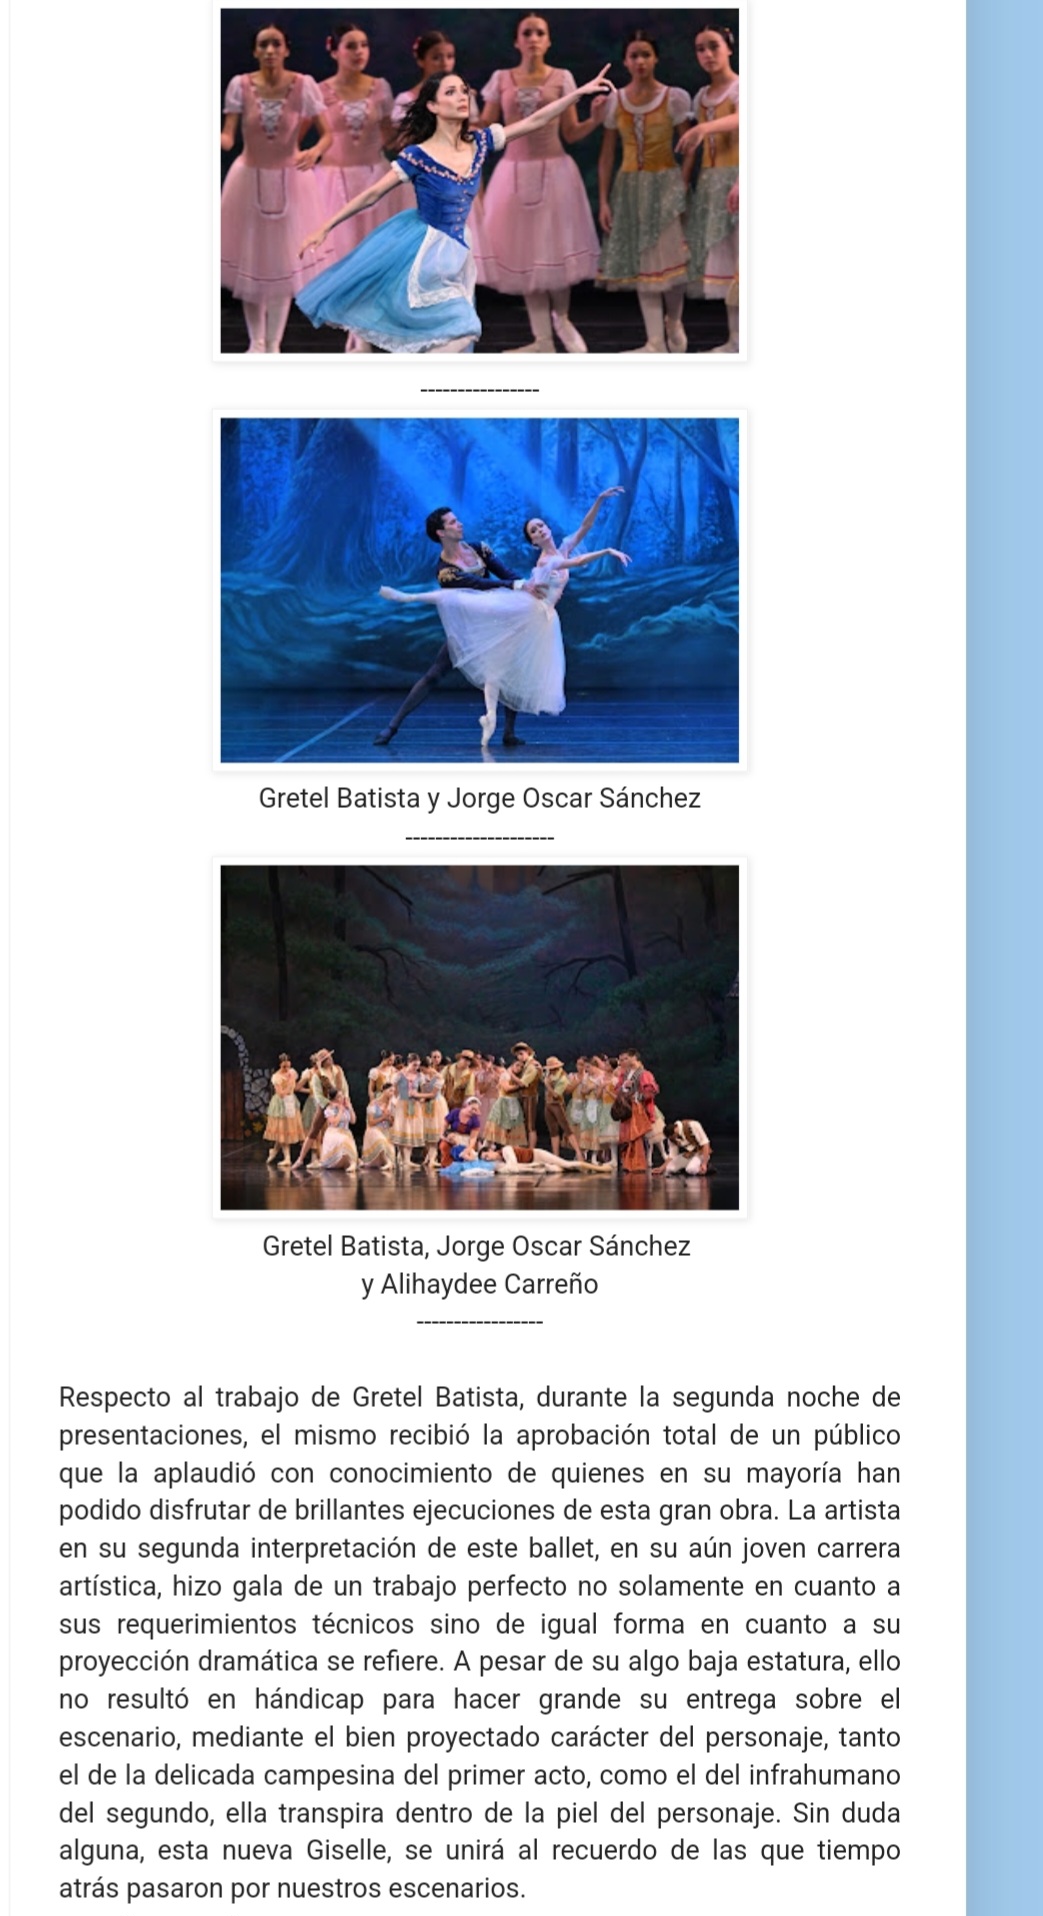 ----------------
Gretel Batista y Jorge Oscar Sánchez
--------------------
Gretel Batista, Jorge Oscar Sánchez
y Alihaydee Carreño
-----------------
Respecto al trabajo de Gretel Batista, durante la segunda noche de
presentaciones, el mismo recibió la aprobación total de un público
que la aplaudió con conocimiento de quienes en su mayoría han
podido disfrutar de brillantes ejecuciones de esta gran obra. La artista
en su segunda interpretación de este ballet, en su aún joven carrera
artística, hizo gala de un trabajo perfecto no solamente en cuanto a
sus requerimientos técnicos sino de igual forma en cuanto a su
proyección dramática se refiere. A pesar de su algo baja estatura, ello
no resultó en hándicap para hacer grande su entrega sobre el
escenario, mediante el bien proyectado carácter del personaje, tanto
el de la delicada campesina del primer acto, como el del infrahumano
del segundo, ella transpira dentro de la piel del personaje. Sin duda
alguna, esta nueva Giselle, se unirá al recuerdo de las que tiempo
atrás pasaron por nuestros escenarios.